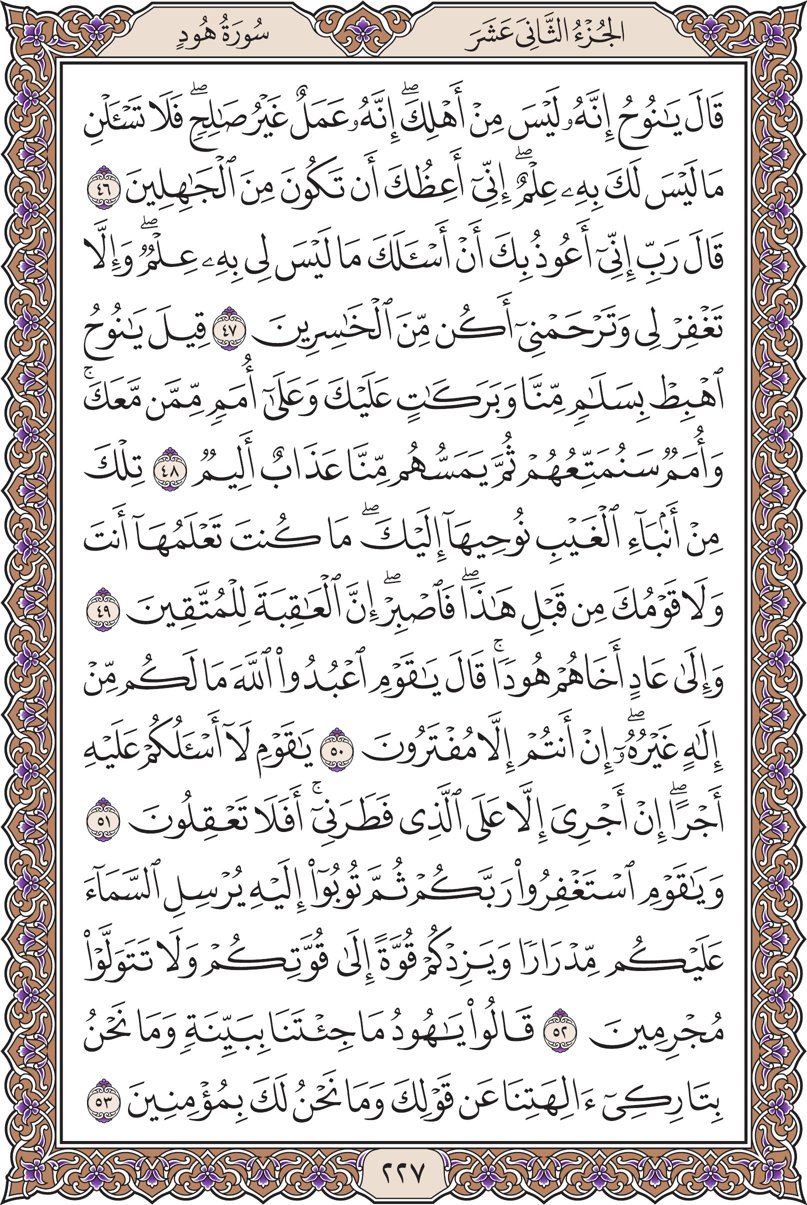 الجُزْءُ الثَّانِيَ عَشَرَ
سُورَةُ هُودٍ
قَالَ يَٰنُوحُ إِنَّهُۥ لَيْسَ مِنْ أَهْلِكَۖ إِنَّهُۥ عَمَلٌ غَيْرُ صَٰلِحٖۖ فَلَا تَسْـَٔلْنِ
مَا لَيْسَ لَكَ بِهِۦ عِلْمٌۖ إِنِّيٓ أَعِظُكَ أَن تَكُونَ مِنَ ٱلْجَٰهِلِينَ ٤٦
قَالَ رَبِّ إِنِّيٓ أَعُوذُ بِكَ أَنْ أَسْـَٔلَكَ مَا لَيْسَ لِي بِهِۦ عِلْمٌۖ وَإِلَّا
تَغْفِرْ لِي وَتَرْحَمْنِيٓ أَكُن مِّنَ ٱلْخَٰسِرِينَ ٤٧ قِيلَ يَٰنُوحُ
ٱهْبِطْ بِسَلَٰمٖ مِّنَّا وَبَرَكَٰتٍ عَلَيْكَ وَعَلَىٰٓ أُمَمٖ مِّمَّن مَّعَكَۚ
وَأُمَمٞ سَنُمَتِّعُهُمْ ثُمَّ يَمَسُّهُم مِّنَّا عَذَابٌ أَلِيمٞ ٤٨ تِلْكَ
مِنْ أَنۢبَآءِ ٱلْغَيْبِ نُوحِيهَآ إِلَيْكَۖ مَا كُنتَ تَعْلَمُهَآ أَنتَ
وَلَا قَوْمُكَ مِن قَبْلِ هَٰذَاۖ فَٱصْبِرْۖ إِنَّ ٱلْعَٰقِبَةَ لِلْمُتَّقِينَ ٤٩
وَإِلَىٰ عَادٍ أَخَاهُمْ هُودٗاۚ قَالَ يَٰقَوْمِ ٱعْبُدُوا۟ ٱللَّهَ مَا لَكُم مِّنْ
إِلَٰهٍ غَيْرُهُۥٓۖ إِنْ أَنتُمْ إِلَّا مُفْتَرُونَ ٥٠ يَٰقَوْمِ لَآ أَسْـَٔلُكُمْ عَلَيْهِ
أَجْرًاۖ إِنْ أَجْرِيَ إِلَّا عَلَى ٱلَّذِي فَطَرَنِيٓۚ أَفَلَا تَعْقِلُونَ ٥١
وَيَٰقَوْمِ ٱسْتَغْفِرُوا۟ رَبَّكُمْ ثُمَّ تُوبُوٓا۟ إِلَيْهِ يُرْسِلِ ٱلسَّمَآءَ
عَلَيْكُم مِّدْرَارٗا وَيَزِدْكُمْ قُوَّةً إِلَىٰ قُوَّتِكُمْ وَلَا تَتَوَلَّوْا۟
مُجْرِمِينَ ٥٢ قَالُوا۟ يَٰهُودُ مَا جِئْتَنَا بِبَيِّنَةٖ وَمَا نَحْنُ
بِتَارِكِيٓ ءَالِهَتِنَا عَن قَوْلِكَ وَمَا نَحْنُ لَكَ بِمُؤْمِنِينَ ٥٣
٢٢٧